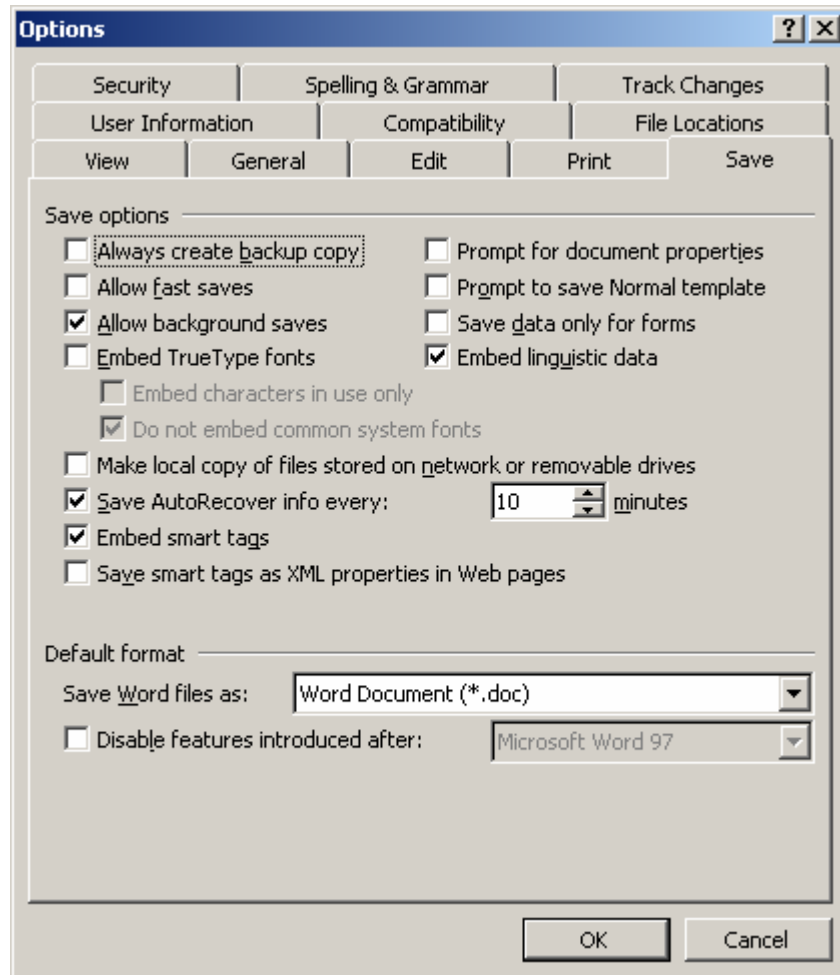 Options
Security Spelling & Grammar Track Changes
User Information Compatibility File Locations
View General Edit Print Save
Save options
Always create backup copy Prompt for document properties
Allow fast saves Prompt to save Normal template
Allow background saves Save data only for forms
Embed TrueType fonts Embed linguistic data
Embed characters in use only
Do not embed common system fonts
Make local copy of files stored on network or removable drives
Save AutoRecover info every: 10 minutes
Embed smart tags
Save smart tags as XML properties in Web pages
Default format
Save Word files as: Word Document (*.doc)
Disable features introduced after: Microsoft Word 97
OK Cancel